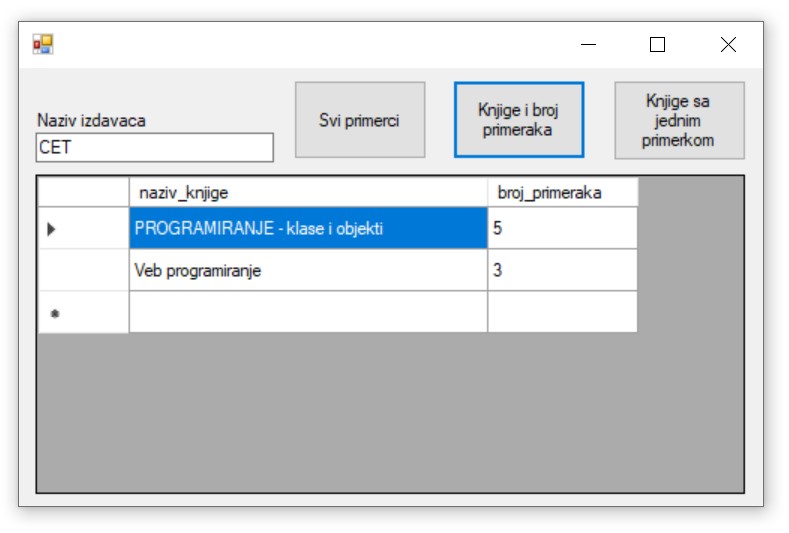 Naziv izdavaca
CET
Svi primerci
Knjige i broj
primeraka
Knjige sa
jednim
primerkom
naziv_knjige broj_primeraka
PROGRAMIRANJE - klase i objekti 5
Veb programiranje 3